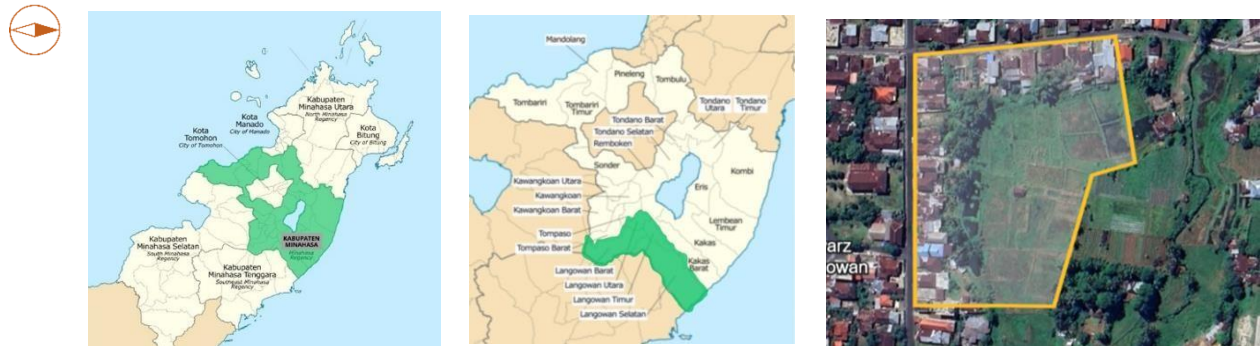 Kabupaten
Minahasa Utara
North Minahasa
Regency
Kota
Manado
City of Manado
Kota
Tomohon
City of Tomohon
Kota
Bitung
City of Bitung
KABUPATEN
MINAHASA
Minahasa
Regency
Kabupaten
Minahasa Selatan
South Minahasa
Regency
Kabupaten
Minahasa Tenggara
Southeast Minahasa
Regency
Mandolang
Pineleng
Tombulu
Tombariri
Tombariri
Timur
Tondano
Utara
Tondano
Timur
Tondano Barat
Tondano Selatan
Remboken
Sonder
Kombi
Eris
Kawangkoan Utara
Kawangkoan
Kawangkoan Barat
Lembean
Timur
Tompaso
Tompaso Barat
Kakas
Kakas
Barat
Langowan Barat
Langowan Utara
Langowan Timur
Langowan Selatan
arz
owan